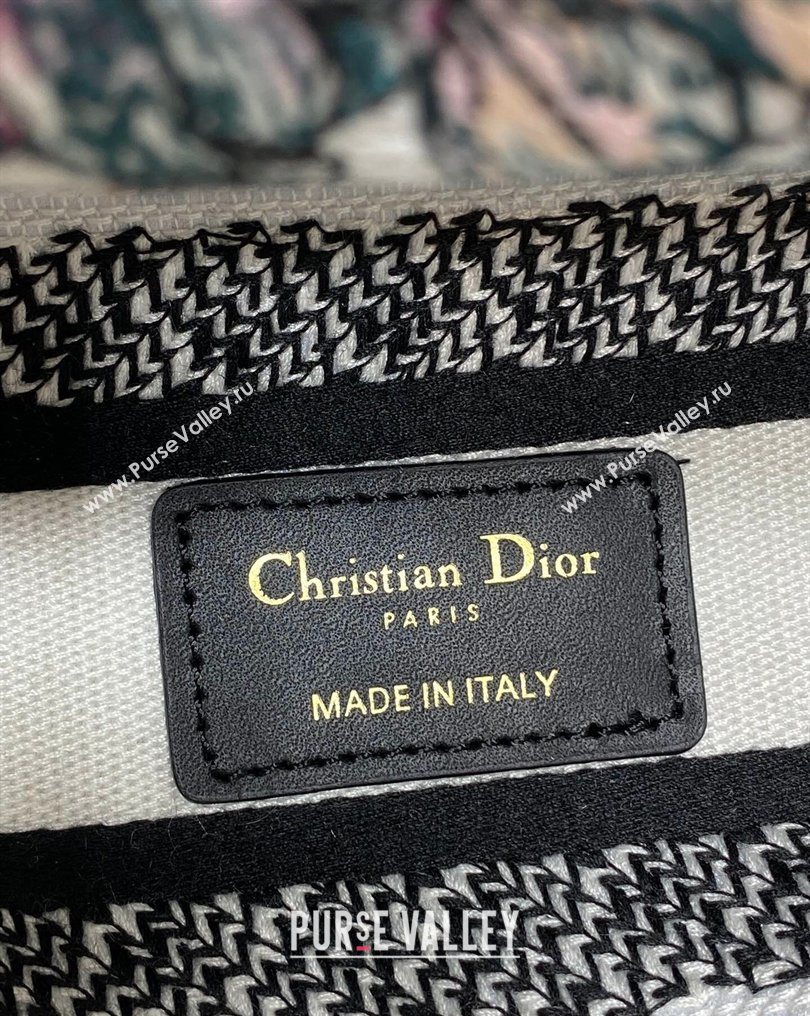 www.PurseValley.ru
www.PurseValley.ru
Christian Dior
PARIS
MADE IN ITALY
PURSE VALLEY